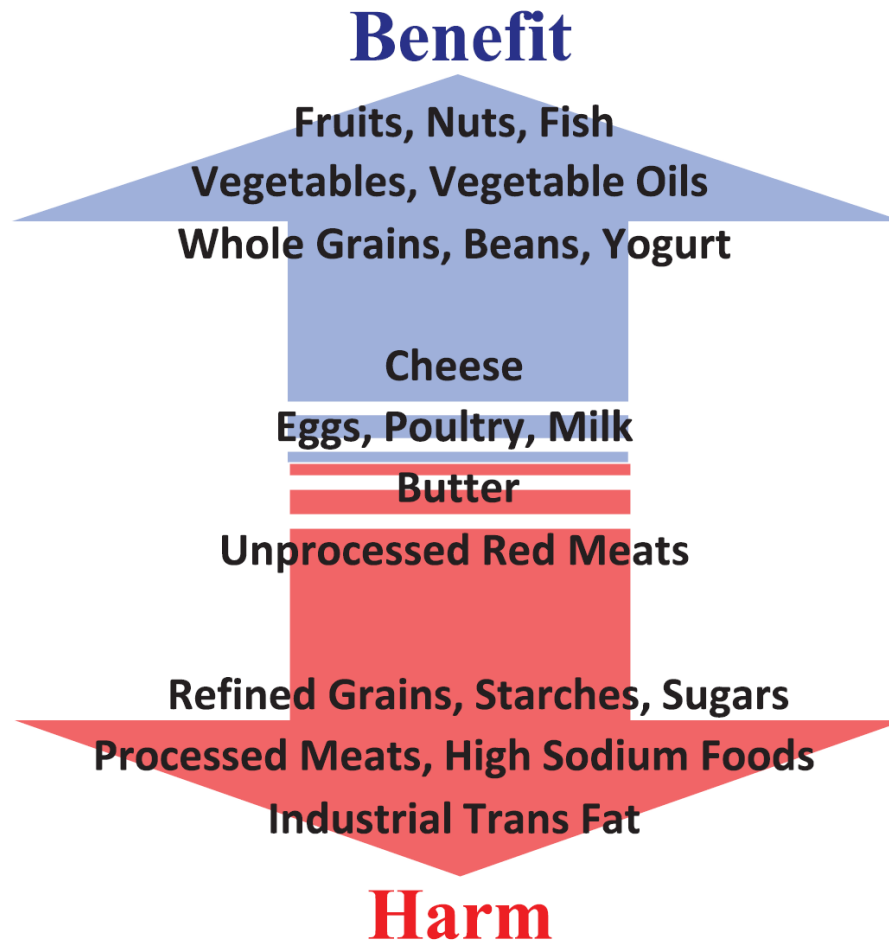 Benefit
Fruits, Nuts, Fish
Vegetables, Vegetable Oils
Whole Grains, Beans, Yogurt
Cheese
Eggs, Poultry, Milk
Butter
Unprocessed Red Meats
Refined Grains, Starches, Sugars
Processed Meats, High Sodium Foods
Industrial Trans Fat
Harm